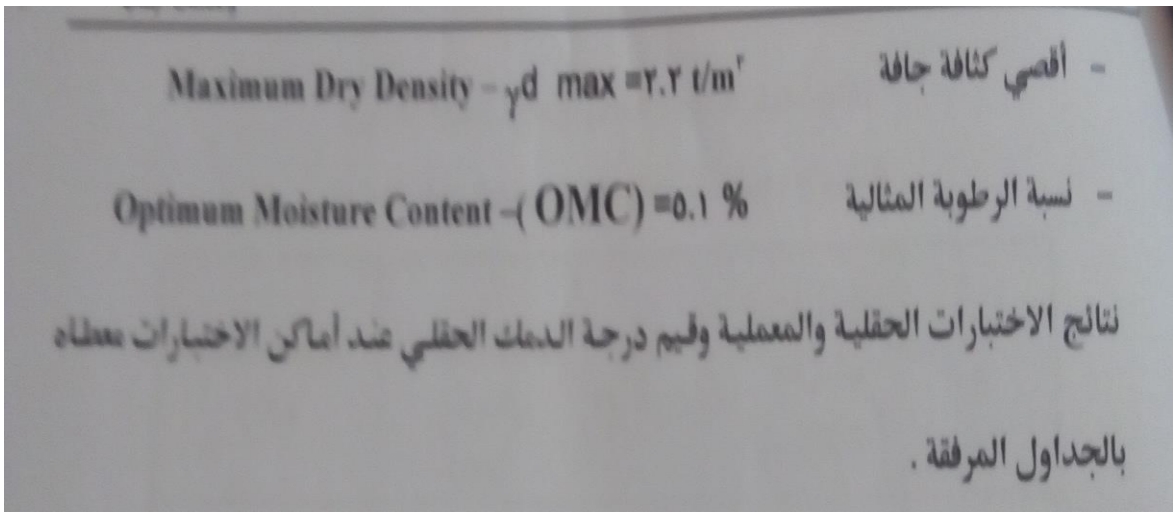 - أقصي كثافة جافة Maximum Dry Density - γd max =٢.٢ t/m٣
- نسبة الرطوبة المثالية Optimum Moisture Content -( OMC) =٥.١ %
نتائج الاختبارات الحقلية والمعملية وقيم درجة الدمك الحقلي عند أماكن الاختبارات معطاه
بالجداول المرفقة .